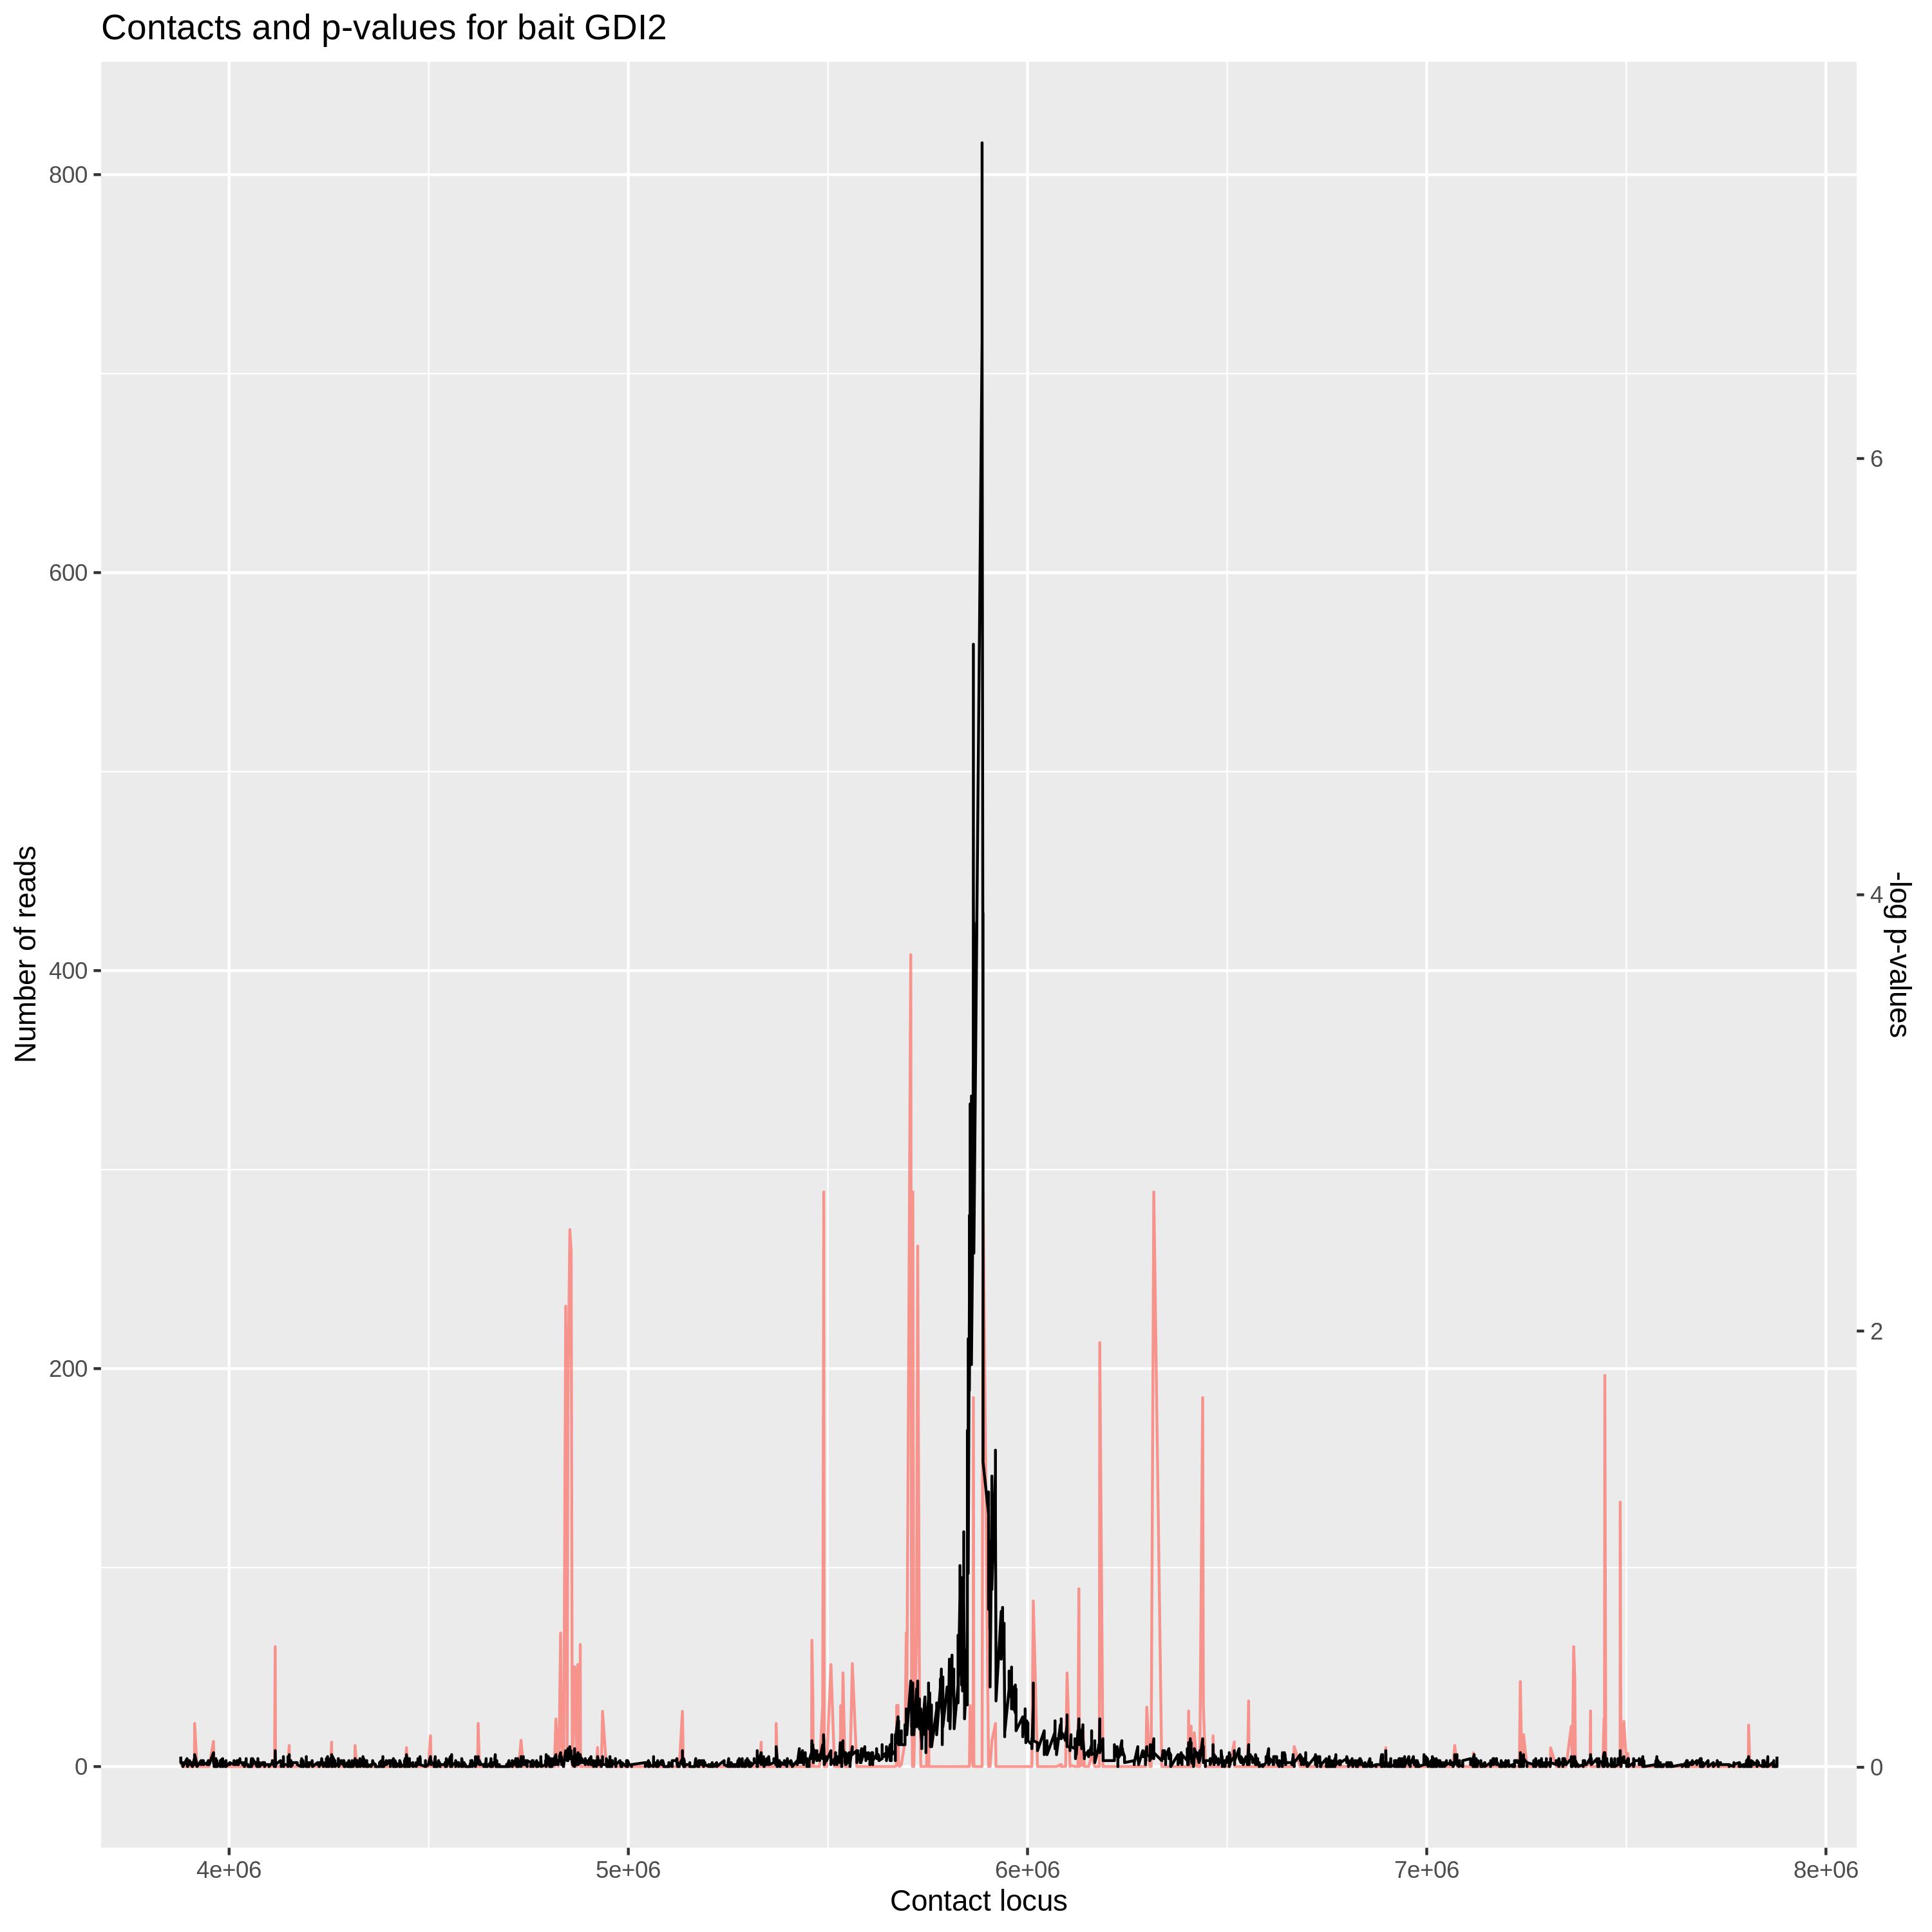 Contacts and p-values for bait GDI2
800
600
400
200
0
Number of reads
6
4
2
0
-log p-values
4e+06
5e+06
6e+06
7e+06
8e+06
Contact locus